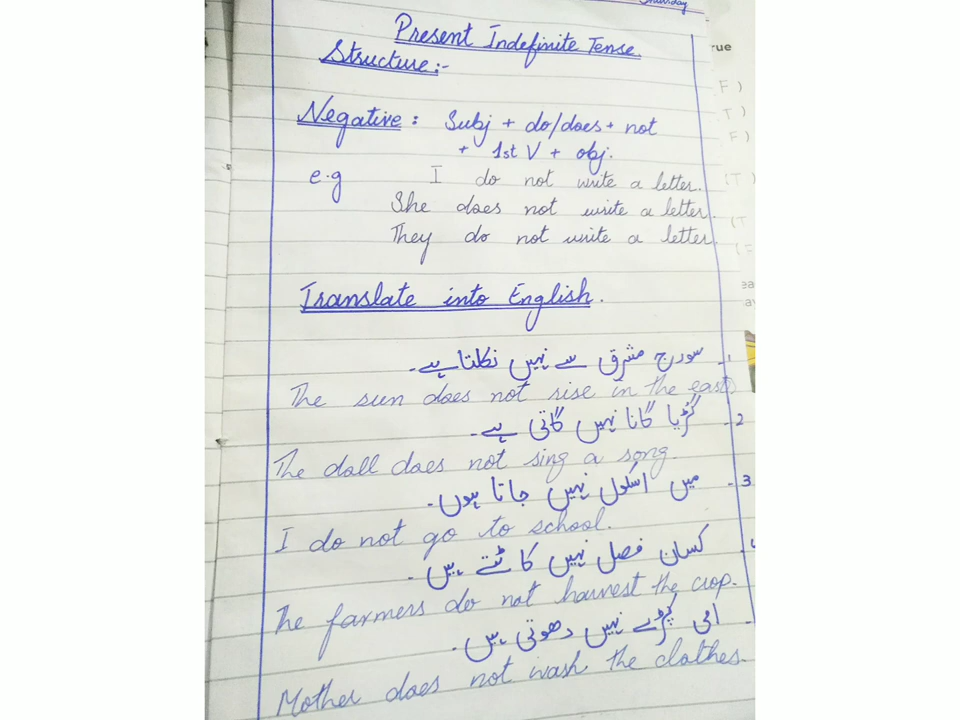 Present Indefinite Tense.
Structure:-
Negative: Subj + do/does + not
+ 1st V + obj.
e.g I do not write a letter.
She does not write a letter.
They do not write a letter.
Translate into English.
1- سورج مشرق سے نہیں نکلتا ہے۔
The sun does not rise in the east
2- گڑیا گانا نہیں گاتی ہے۔
The doll does not sing a song.
3- میں اسکول نہیں جاتا ہوں۔
I do not go to school.
کسان فصل نہیں کاٹتے ہیں۔
The farmers do not harvest the crop.
امی کپڑے نہیں دھوتی ہیں۔
Mother does not wash the clothes.
rue
F )
T )
F )
(T )
(T